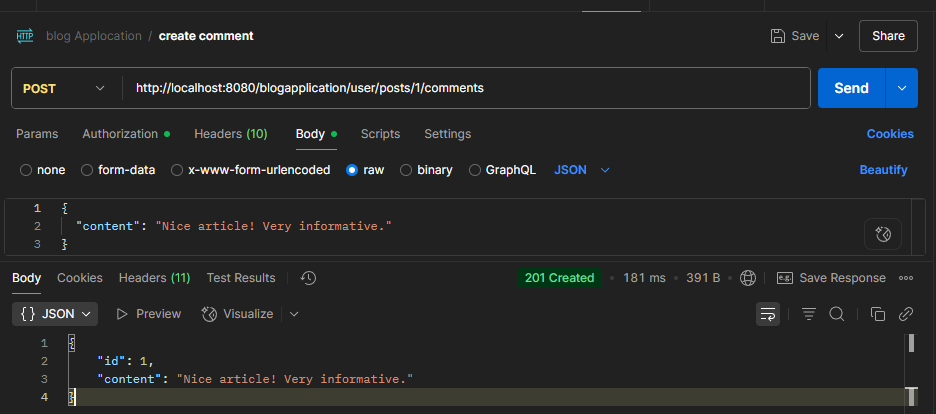 HTTP blog Applocation / create comment Save Share
POST http://localhost:8080/blogapplication/user/posts/1/comments Send
Params Authorization Headers (10) Body Scripts Settings Cookies
none form-data x-www-form-urlencoded raw binary GraphQL JSON Beautify
1 {
2 "content": "Nice article! Very informative."
3 }
Body Cookies Headers (11) Test Results 201 Created • 181 ms • 391 B e.g. Save Response
{} JSON Preview Visualize
1 {
2 "id": 1,
3 "content": "Nice article! Very informative."
4 }